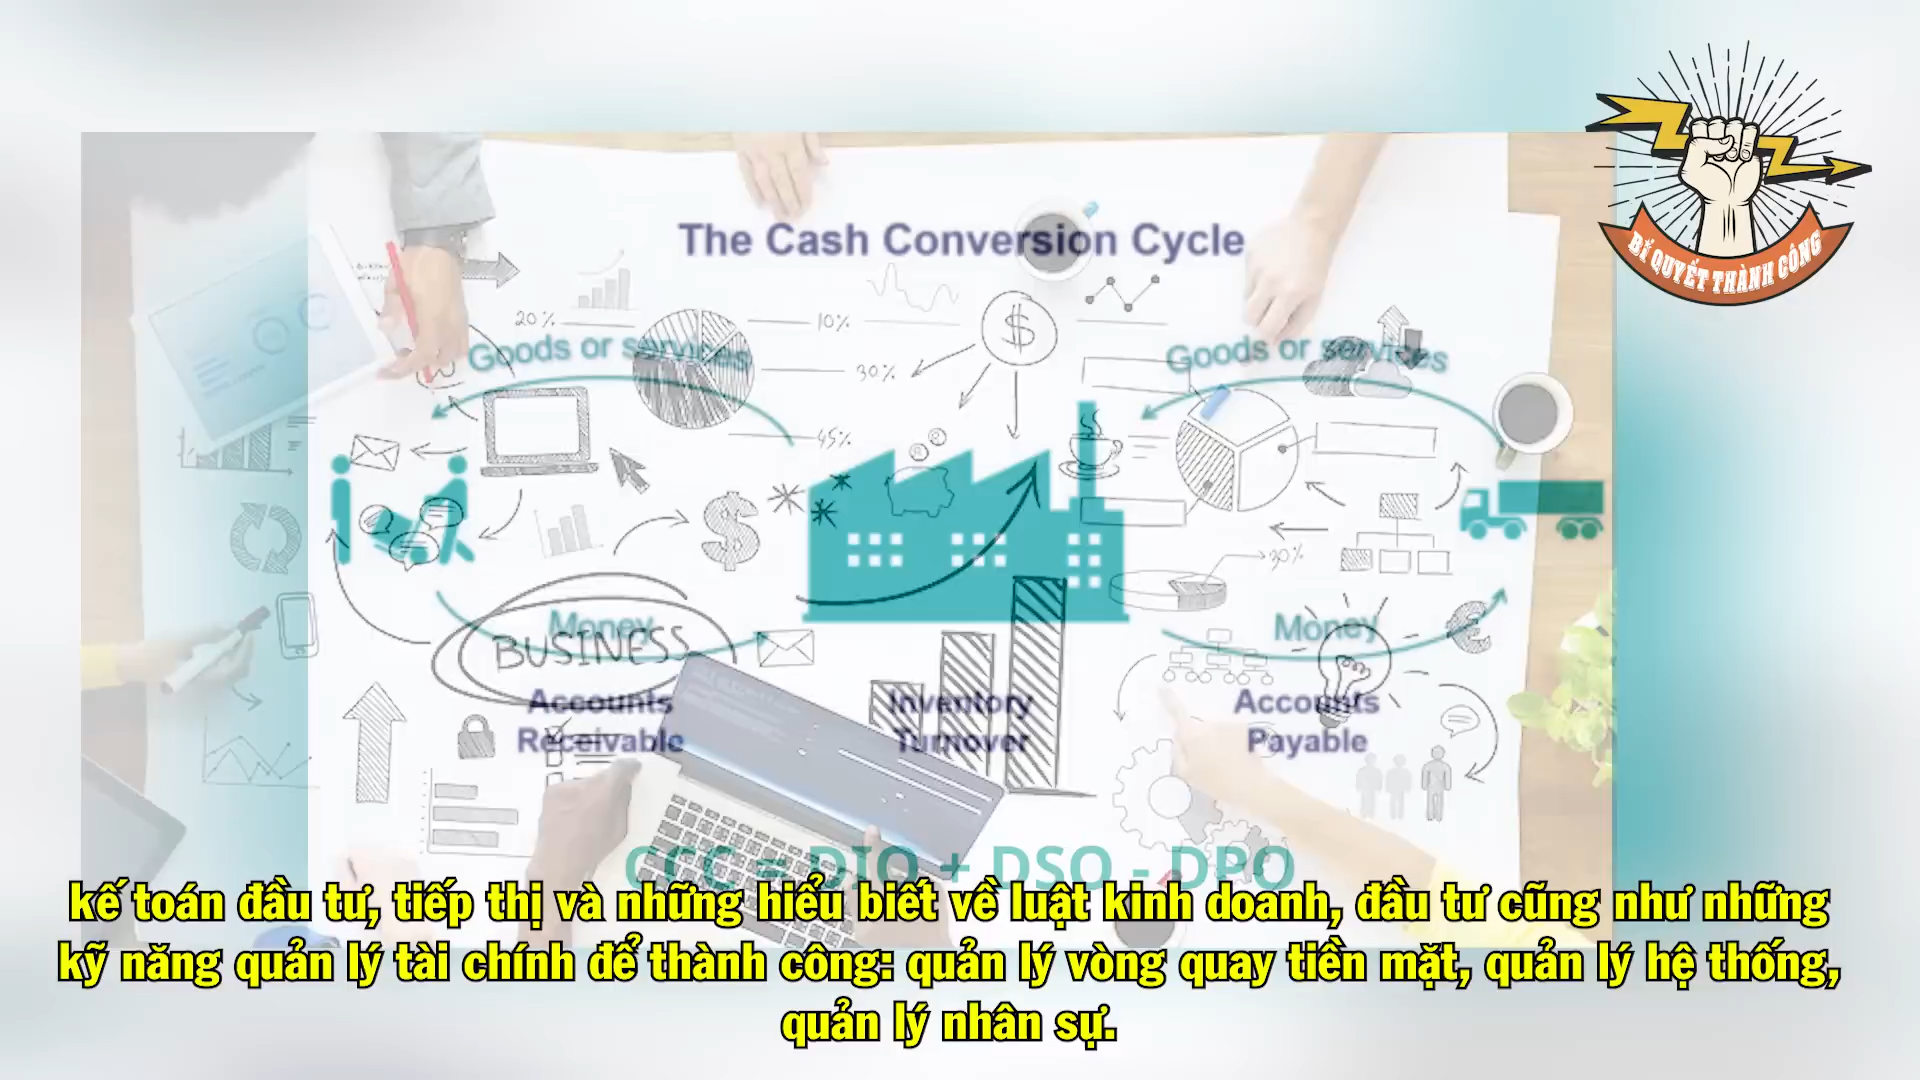 BÍ QUYẾT THÀNH CÔNG
The Cash Conversion Cycle
20%
10%
Goods or services
Goods or services
30%
45%
30%
Money
Money
BUSINESS
Accounts
Receivable
Inventory
Turnover
Accounts
Payable
CCC = DIO + DSO - DPO
kế toán đầu tư, tiếp thị và những hiểu biết về luật kinh doanh, đầu tư cũng như những
kỹ năng quản lý tài chính để thành công: quản lý vòng quay tiền mặt, quản lý hệ thống,
quản lý nhân sự.